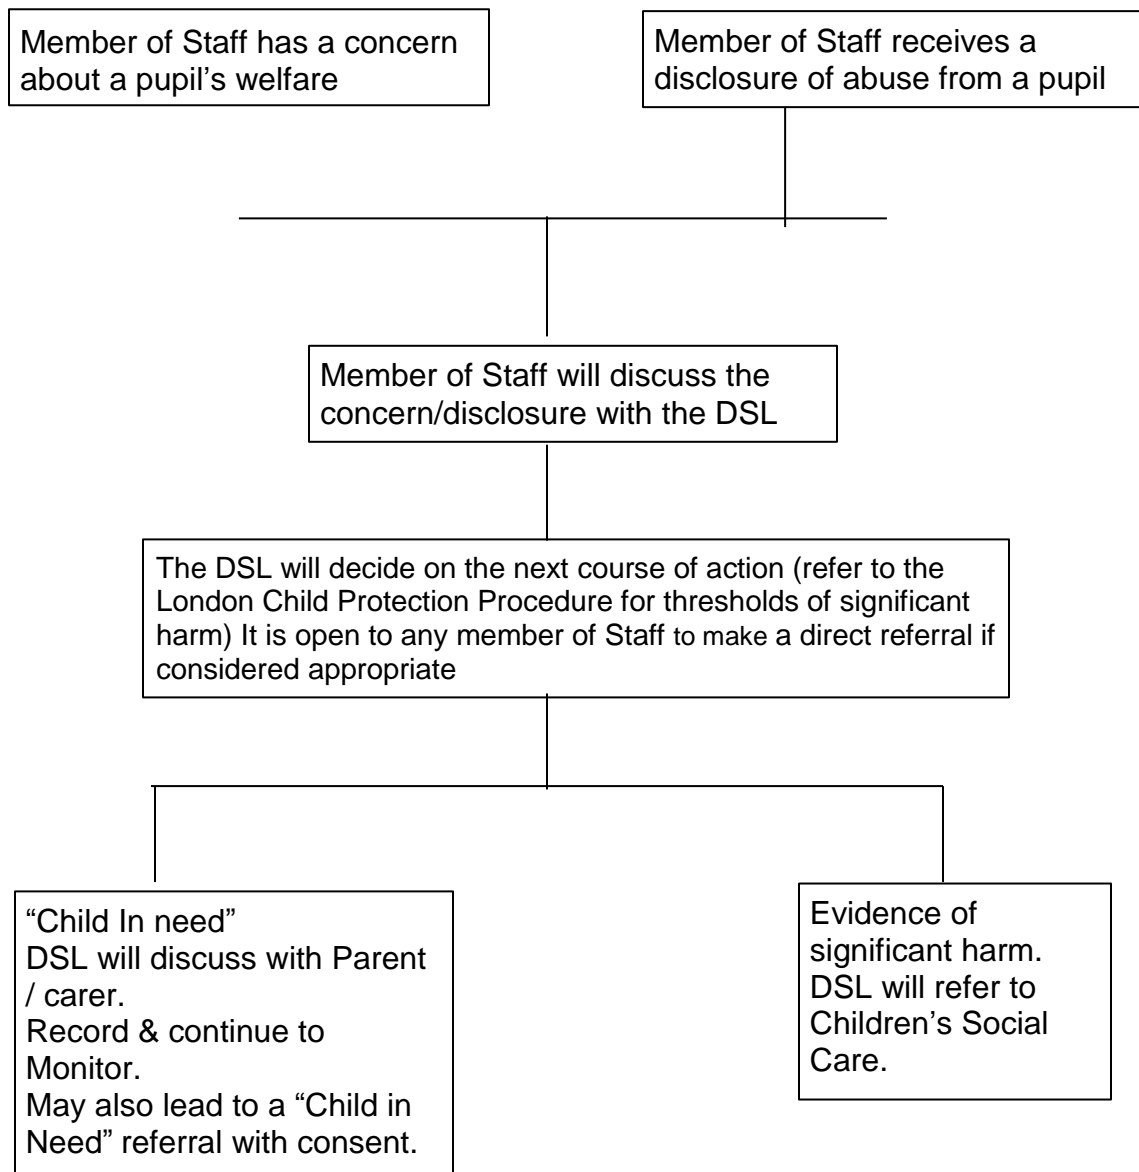 Member of Staff has a concern
about a pupil’s welfare
Member of Staff receives a
disclosure of abuse from a pupil
Member of Staff will discuss the
concern/disclosure with the DSL
The DSL will decide on the next course of action (refer to the
London Child Protection Procedure for thresholds of significant
harm) It is open to any member of Staff to make a direct referral if
considered appropriate
“Child In need”
DSL will discuss with Parent
/ carer.
Record & continue to
Monitor.
May also lead to a “Child in
Need” referral with consent.
Evidence of
significant harm.
DSL will refer to
Children’s Social
Care.